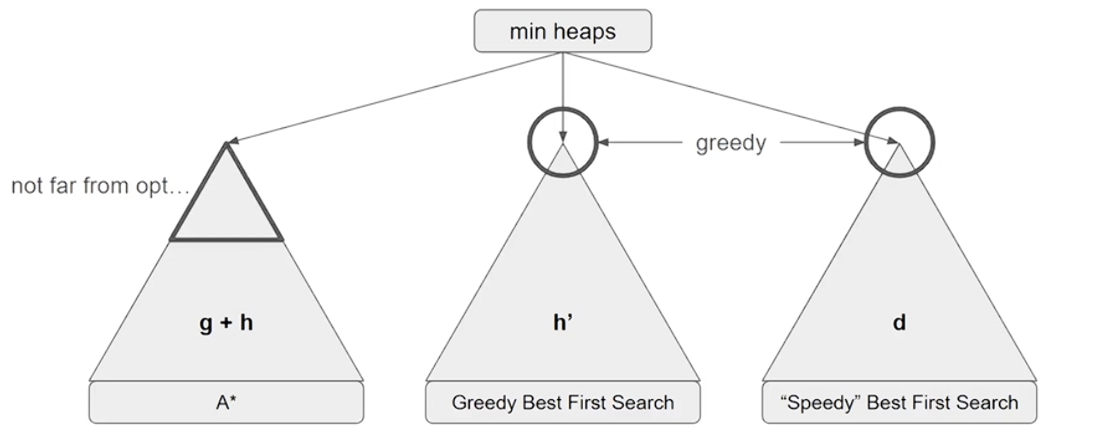 min heaps
greedy
not far from opt...
g + h
h’
d
A*
Greedy Best First Search
“Speedy” Best First Search